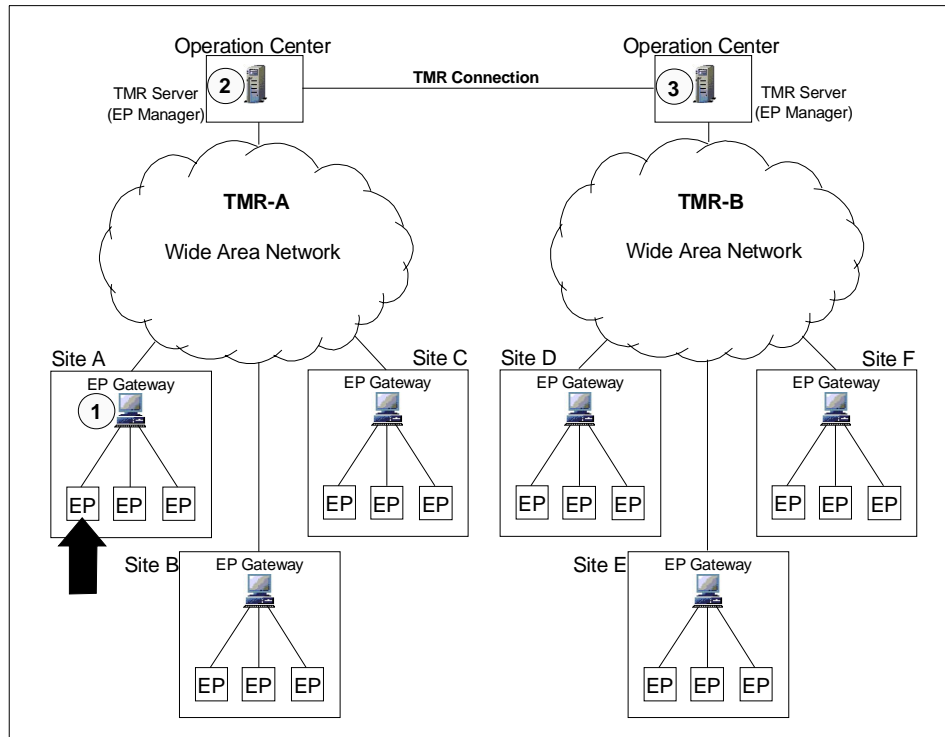 Operation Center
Operation Center
2
TMR Connection
3
TMR Server
(EP Manager)
TMR Server
(EP Manager)
TMR-A
Wide Area Network
TMR-B
Wide Area Network
Site A
EP Gateway
1
EP EP EP
Site C
EP Gateway
EP EP EP
Site D
EP Gateway
EP EP EP
Site F
EP Gateway
EP EP EP
Site B
EP Gateway
EP EP EP
Site E
EP Gateway
EP EP EP